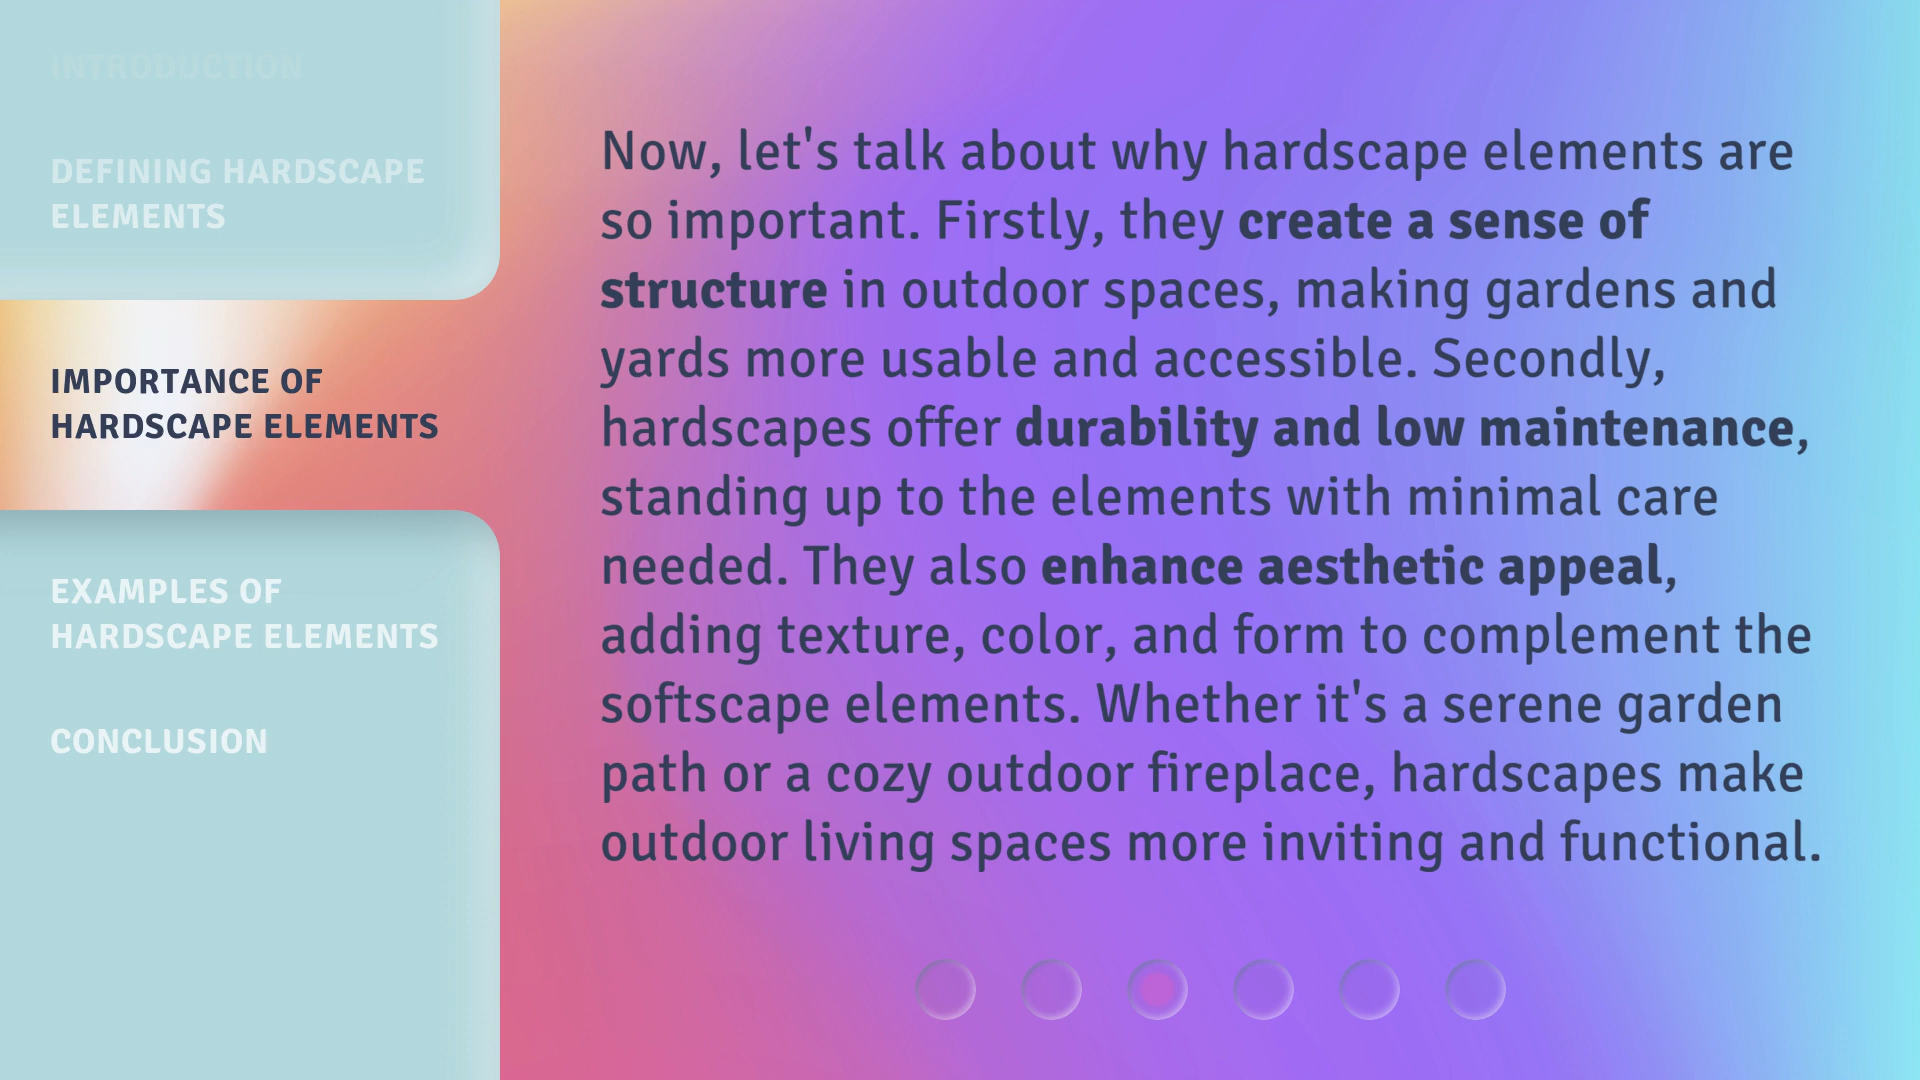 INTRODUCTION
DEFINING HARDSCAPE
ELEMENTS
IMPORTANCE OF
HARDSCAPE ELEMENTS
EXAMPLES OF
HARDSCAPE ELEMENTS
CONCLUSION
Now, let's talk about why hardscape elements are
so important. Firstly, they create a sense of
structure in outdoor spaces, making gardens and
yards more usable and accessible. Secondly,
hardscapes offer durability and low maintenance,
standing up to the elements with minimal care
needed. They also enhance aesthetic appeal,
adding texture, color, and form to complement the
softscape elements. Whether it's a serene garden
path or a cozy outdoor fireplace, hardscapes make
outdoor living spaces more inviting and functional.